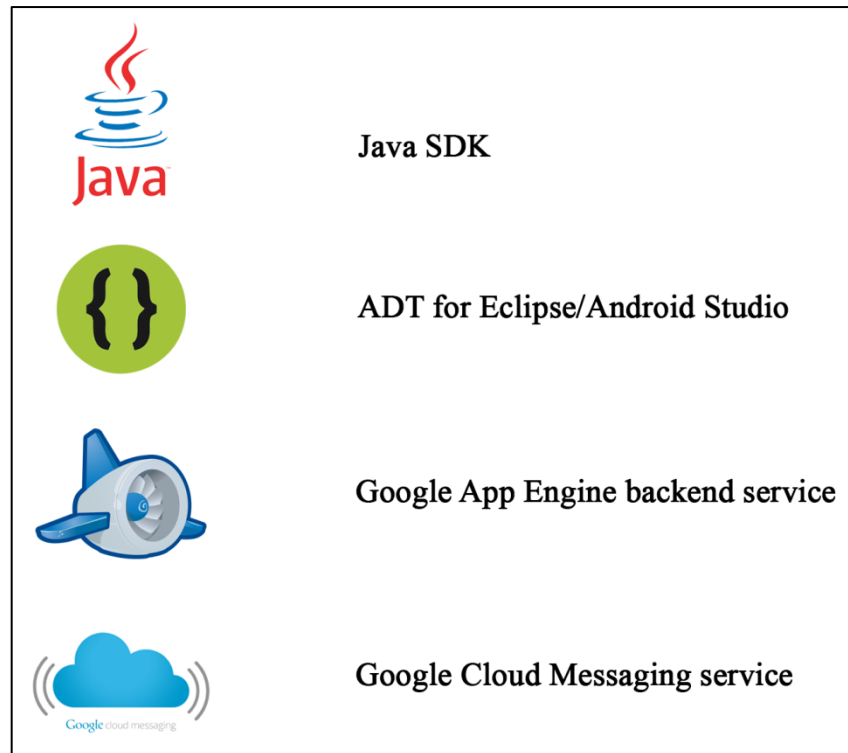 Java
Java SDK
{ }
ADT for Eclipse/Android Studio
Google App Engine backend service
Google Cloud Messaging service
Google cloud messaging